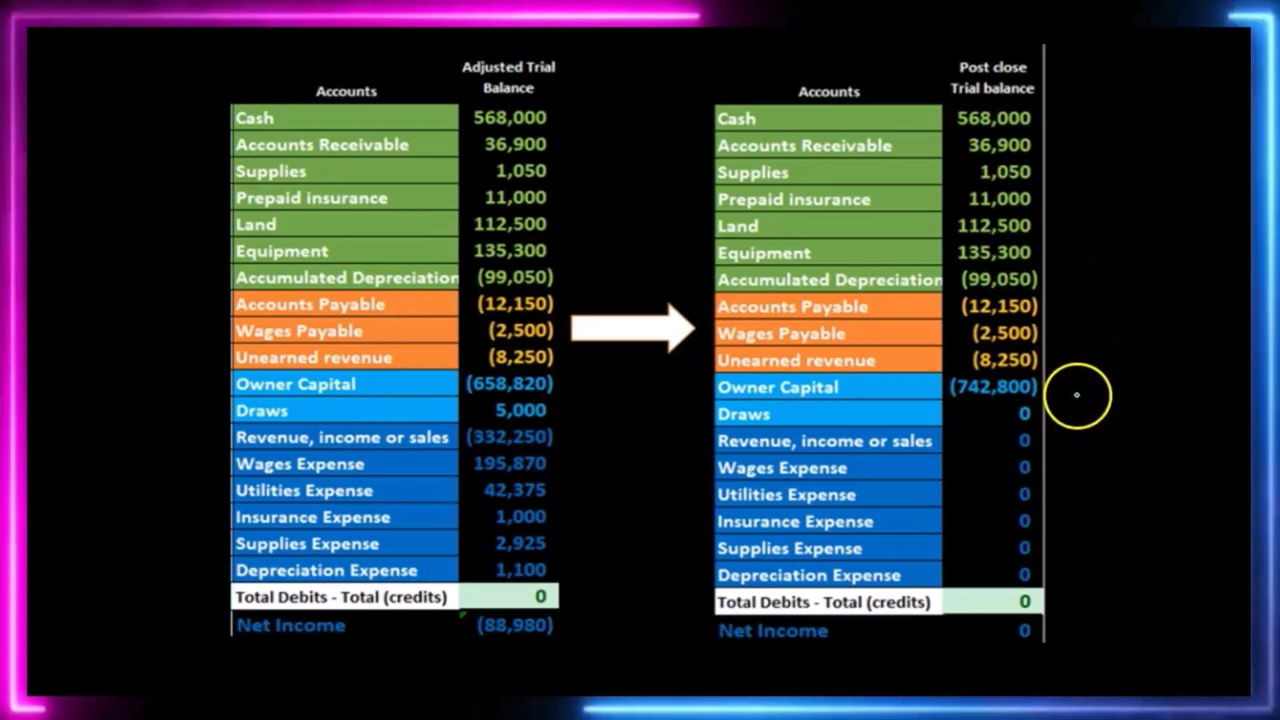 Adjusted Trial
Accounts Balance
Cash 568,000
Accounts Receivable 36,900
Supplies 1,050
Prepaid insurance 11,000
Land 112,500
Equipment 135,300
Accumulated Depreciation (99,050)
Accounts Payable (12,150)
Wages Payable (2,500)
Unearned revenue (8,250)
Owner Capital (658,820)
Draws 5,000
Revenue, income or sales (332,250)
Wages Expense 195,870
Utilities Expense 42,375
Insurance Expense 1,000
Supplies Expense 2,925
Depreciation Expense 1,100
Total Debits - Total (credits) 0
Net Income (88,980)
Post close
Accounts Trial balance
Cash 568,000
Accounts Receivable 36,900
Supplies 1,050
Prepaid insurance 11,000
Land 112,500
Equipment 135,300
Accumulated Depreciation (99,050)
Accounts Payable (12,150)
Wages Payable (2,500)
Unearned revenue (8,250)
Owner Capital (742,800)
Draws 0
Revenue, income or sales 0
Wages Expense 0
Utilities Expense 0
Insurance Expense 0
Supplies Expense 0
Depreciation Expense 0
Total Debits - Total (credits) 0
Net Income 0